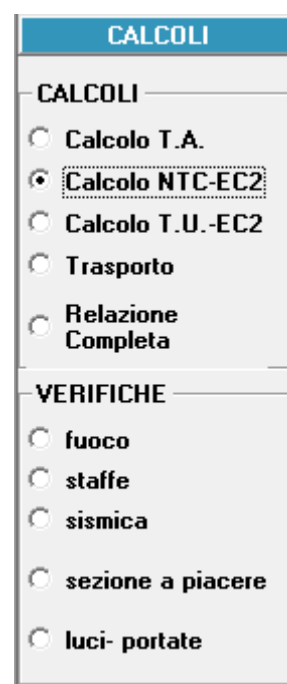 CALCOLI
CALCOLI
Calcolo T.A.
Calcolo NTC-EC2
Calcolo T.U.-EC2
Trasporto
Relazione
Completa
VERIFICHE
fuoco
staffe
sismica
sezione a piacere
luci- portate